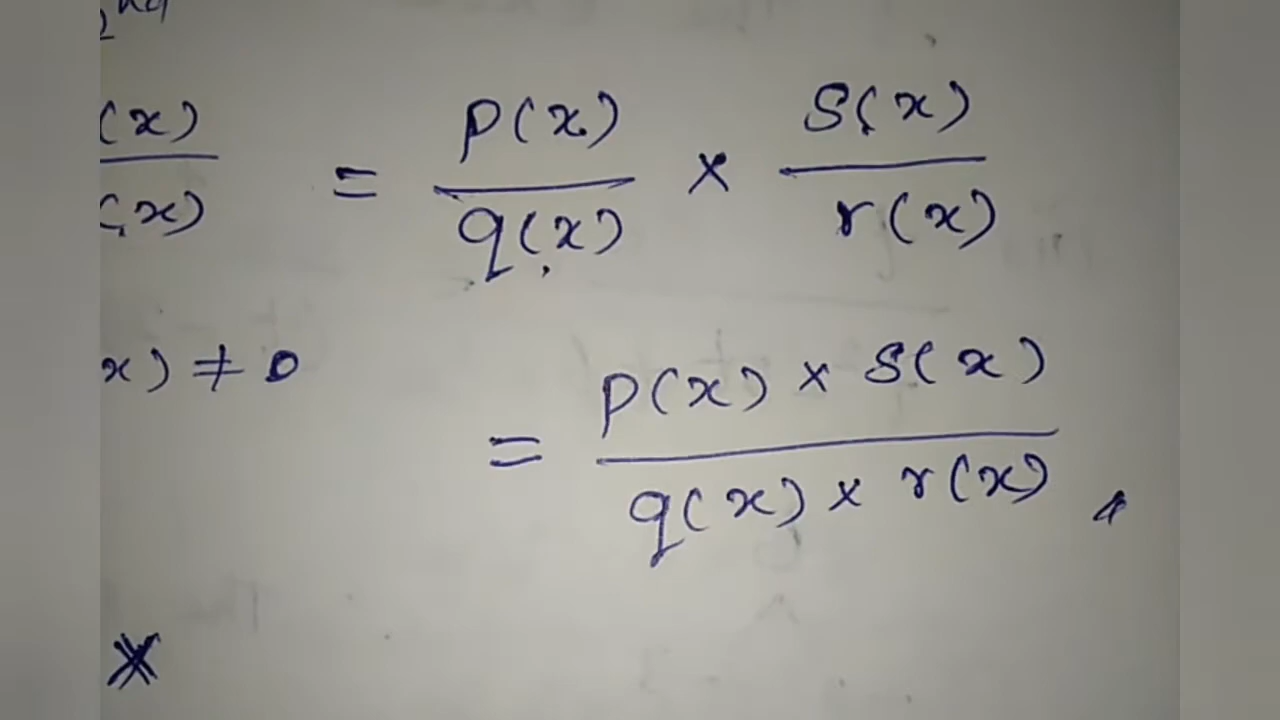 (x) / (x) = P(x) / q(x) × S(x) / r(x)
x) ≠ 0
= P(x) × S(x) / q(x) × r(x)